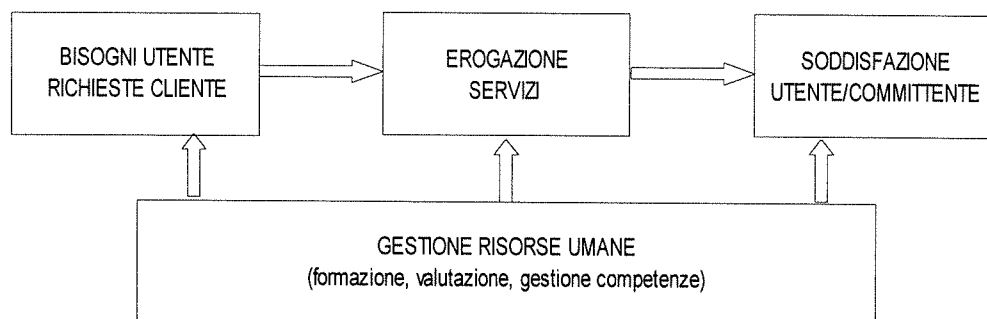 BISOGNI UTENTE
RICHIESTE CLIENTE
EROGAZIONE
SERVIZI
SODDISFAZIONE
UTENTE/COMMITTENTE
GESTIONE RISORSE UMANE
(formazione, valutazione, gestione competenze)